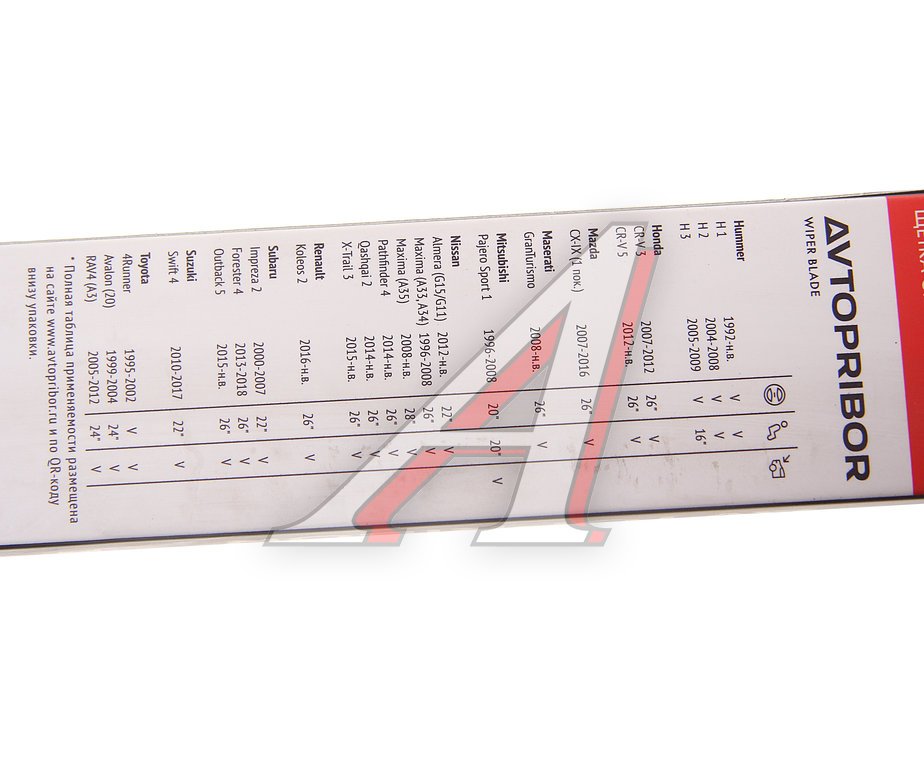 AVTOPRIBOR
WIPER BLADE
Hummer
H 1 1992-н.в. V V
H 2 2004-2008 V V
H 3 2005-2009 V 16"
Honda
CR-V 3 2007-2012 26" V
CR-V 5 2012-н.в. 26" V
Mazda
(1 пок.) 2007-2016 26" V
Maserati
GranTurismo 2008-н.в. 26" V
Mitsubishi
Pajero Sport 1 1996-2008 20" 20" V
Nissan
Almera (G15/G11) 2012-н.в. 22" V
Maxima (A33, A34) 1996-2008 26" V
Maxima (A35) 2008-н.в. 28" V
Pathfinder 4 2014-н.в. 26" V
Qashqai 2 2014-н.в. 26" V
X-Trail 3 2015-н.в. 26" V
Renault
Koleos 2 2016-н.в. 26" V
Subaru
Impreza 2 2000-2007 22" V
Forester 4 2013-2018 26" V
Outback 5 2015-н.в. 26" V
Suzuki
Swift 4 2010-2017 22" V
Toyota
4Runner 1995-2002 V V
Avalon (20) 1999-2004 24" V
RAV4 (A3) 2005-2012 24" V
* Полная таблица применяемости размещена
на сайте www.avtopribor.ru и по QR-коду
внизу упаковки.